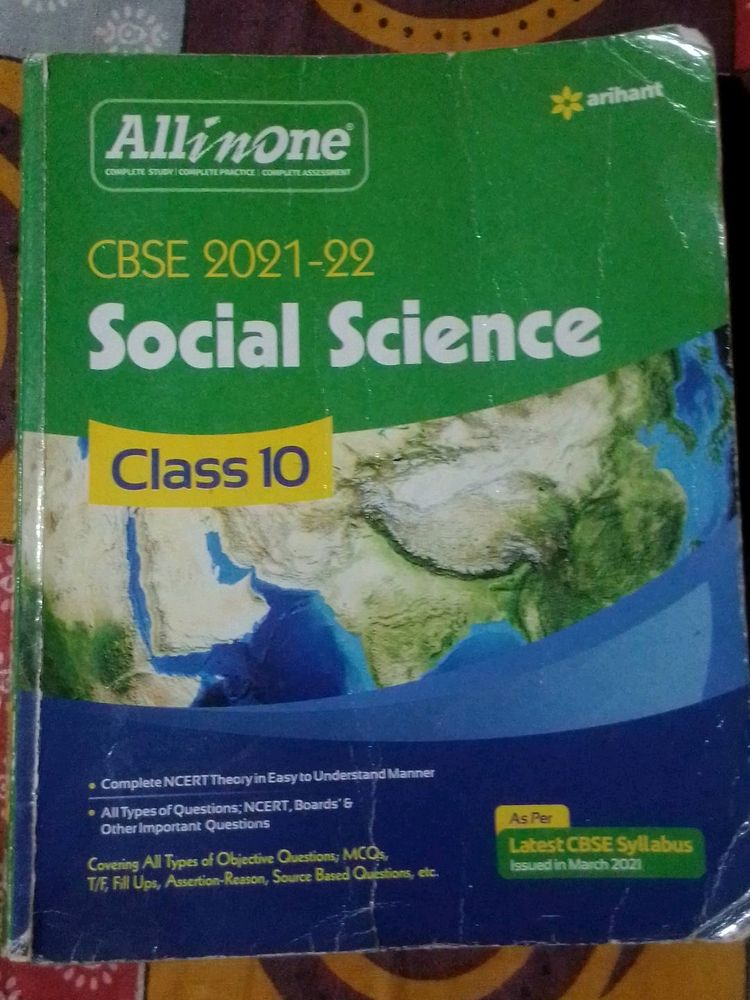 arihant
All in One®
COMPLETE STUDY | COMPLETE PRACTICE | COMPLETE ASSESSMENT
CBSE 2021-22
Social Science
Class 10
• Complete NCERT Theory in Easy to Understand Manner
• All Types of Questions; NCERT, Boards' &
Other Important Questions
Covering All Types of Objective Questions; MCQs,
T/F, Fill Ups, Assertion-Reason, Source Based Questions, etc.
As Per
Latest CBSE Syllabus
Issued in March 2021